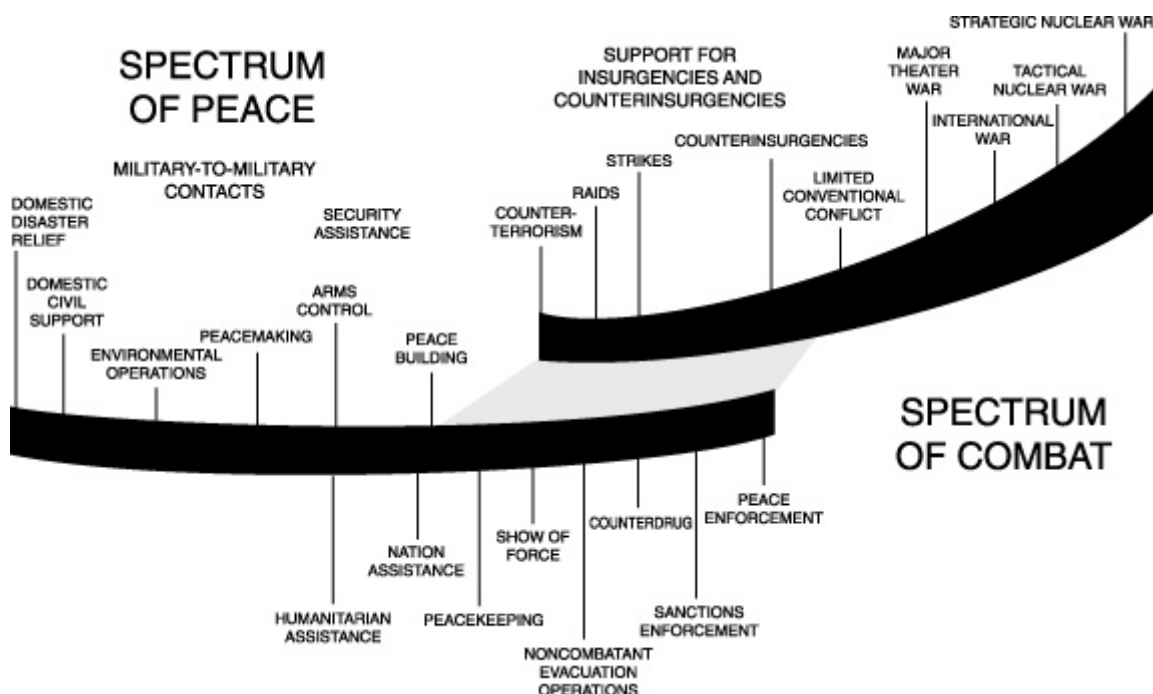 SPECTRUM
OF PEACE
MILITARY-TO-MILITARY
CONTACTS
DOMESTIC
DISASTER
RELIEF
DOMESTIC
CIVIL
SUPPORT
ENVIRONMENTAL
OPERATIONS
PEACEMAKING
SECURITY
ASSISTANCE
ARMS
CONTROL
PEACE
BUILDING
HUMANITARIAN
ASSISTANCE
NATION
ASSISTANCE
PEACEKEEPING
SHOW OF
FORCE
NONCOMBATANT
EVACUATION
OPERATIONS
COUNTERDRUG
SANCTIONS
ENFORCEMENT
PEACE
ENFORCEMENT
SUPPORT FOR
INSURGENCIES AND
COUNTERINSURGENCIES
COUNTER-
TERRORISM
RAIDS
STRIKES
COUNTERINSURGENCIES
LIMITED
CONVENTIONAL
CONFLICT
MAJOR
THEATER
WAR
INTERNATIONAL
WAR
TACTICAL
NUCLEAR WAR
STRATEGIC NUCLEAR WAR
SPECTRUM
OF COMBAT